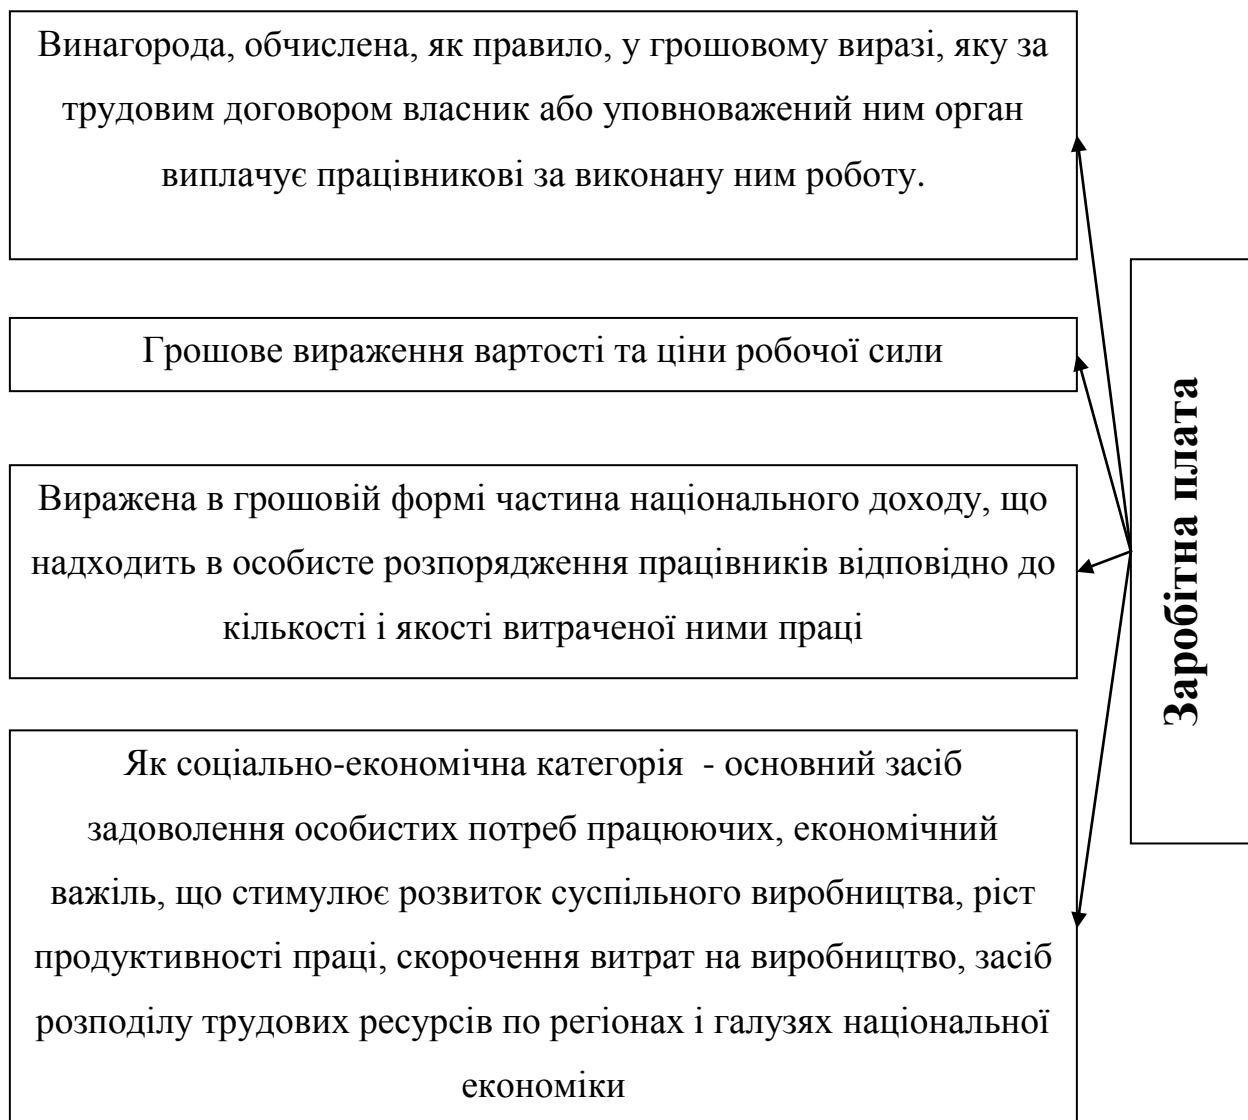 Винагорода, обчислена, як правило, у грошовому виразі, яку за
трудовим договором власник або уповноважений ним орган
виплачує працівникові за виконану ним роботу.
Грошове вираження вартості та ціни робочої сили
Виражена в грошовій формі частина національного доходу, що
надходить в особисте розпорядження працівників відповідно до
кількості і якості витраченої ними праці
Як соціально-економічна категорія  - основний засіб
задоволення особистих потреб працюючих, економічний
важіль, що стимулює розвиток суспільного виробництва, ріст
продуктивності праці, скорочення витрат на виробництво, засіб
розподілу трудових ресурсів по регіонах і галузях національної
економіки
Заробітна плата